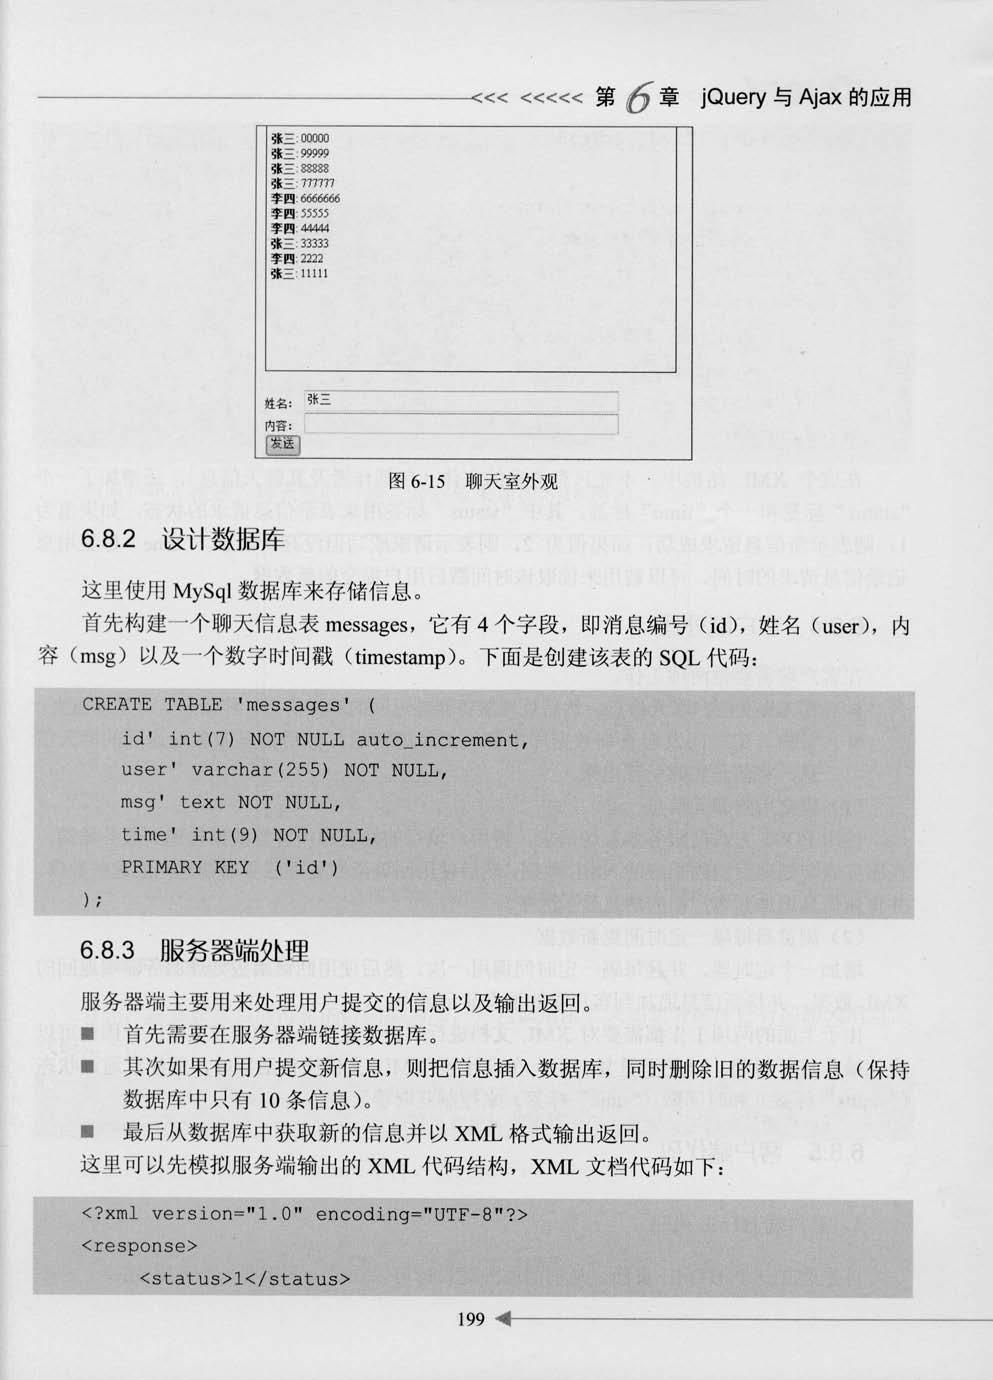 <<< <<<<< 第6章 jQuery 与 Ajax 的应用
张三: 00000
张三: 99999
张三: 88888
张三: 777777
李四: 6666666
李四: 55555
李四: 44444
张三: 33333
李四: 2222
张三: 11111
姓名: 张三
内容:
发送
图 6-15 聊天室外观
6.8.2 设计数据库
这里使用 MySql 数据库来存储信息。
首先构建一个聊天信息表 messages，它有 4 个字段，即消息编号（id），姓名（user），内
容（msg）以及一个数字时间戳（timestamp）。下面是创建该表的 SQL 代码：
CREATE TABLE 'messages' (
id' int(7) NOT NULL auto_increment,
user' varchar(255) NOT NULL,
msg' text NOT NULL,
time' int(9) NOT NULL,
PRIMARY KEY ('id')
);
6.8.3 服务器端处理
服务器端主要用来处理用户提交的信息以及输出返回。
■ 首先需要在服务器端链接数据库。
■ 其次如果有用户提交新信息，则把信息插入数据库，同时删除旧的数据信息（保持
数据库中只有 10 条信息）。
■ 最后从数据库中获取新的信息并以 XML 格式输出返回。
这里可以先模拟服务端输出的 XML 代码结构，XML 文档代码如下：
<?xml version="1.0" encoding="UTF-8"?>
<response>
<status>1</status>
199